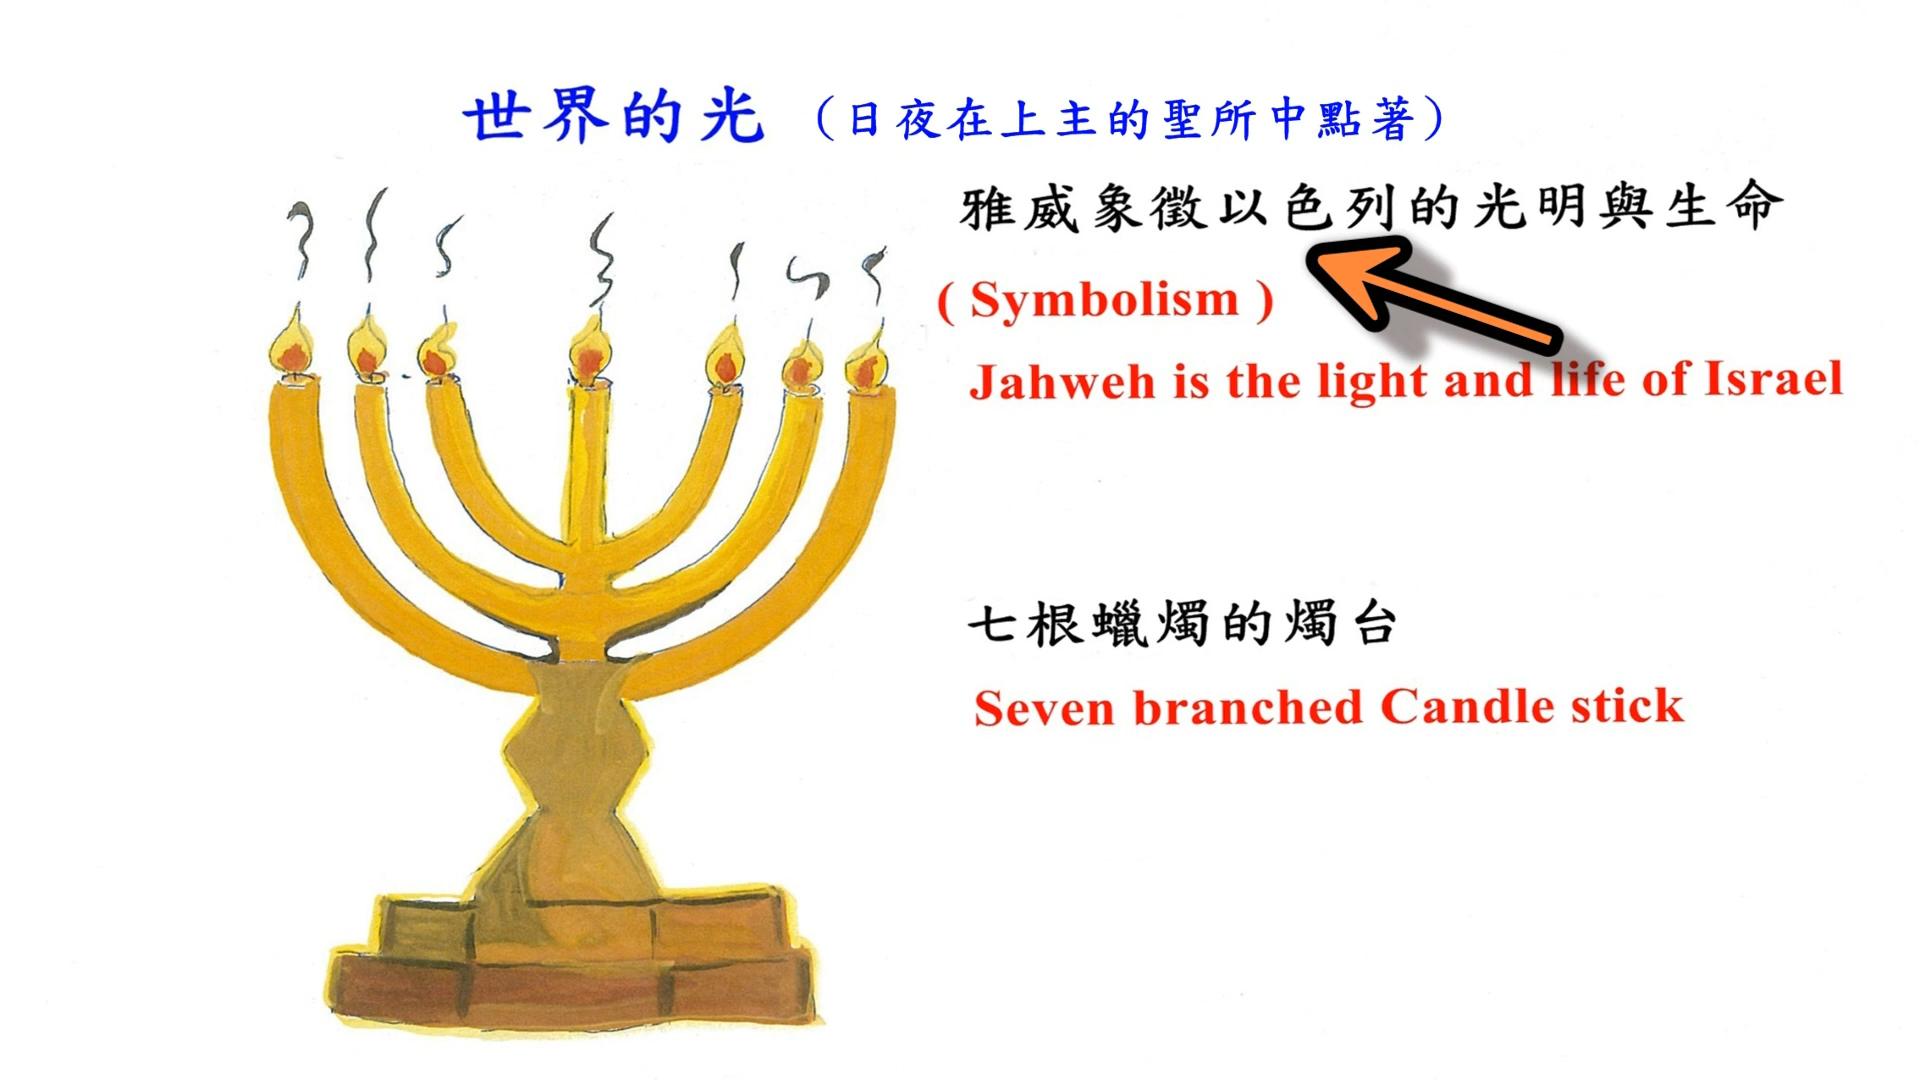 世界的光 （日夜在上主的聖所中點著）
雅威象徵以色列的光明與生命
( Symbolism )
Jahweh is the light and life of Israel
七根蠟燭的燭台
Seven branched Candle stick